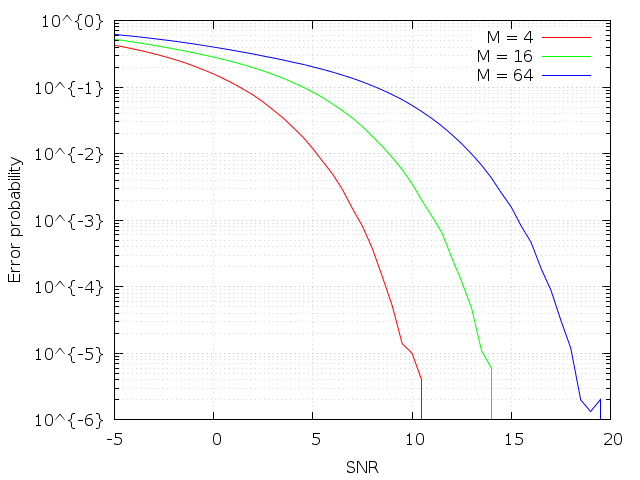 10^{0}
10^{-1}
10^{-2}
10^{-3}
10^{-4}
10^{-5}
10^{-6}
-5 0 5 10 15 20
Error probability
SNR
M = 4
M = 16
M = 64